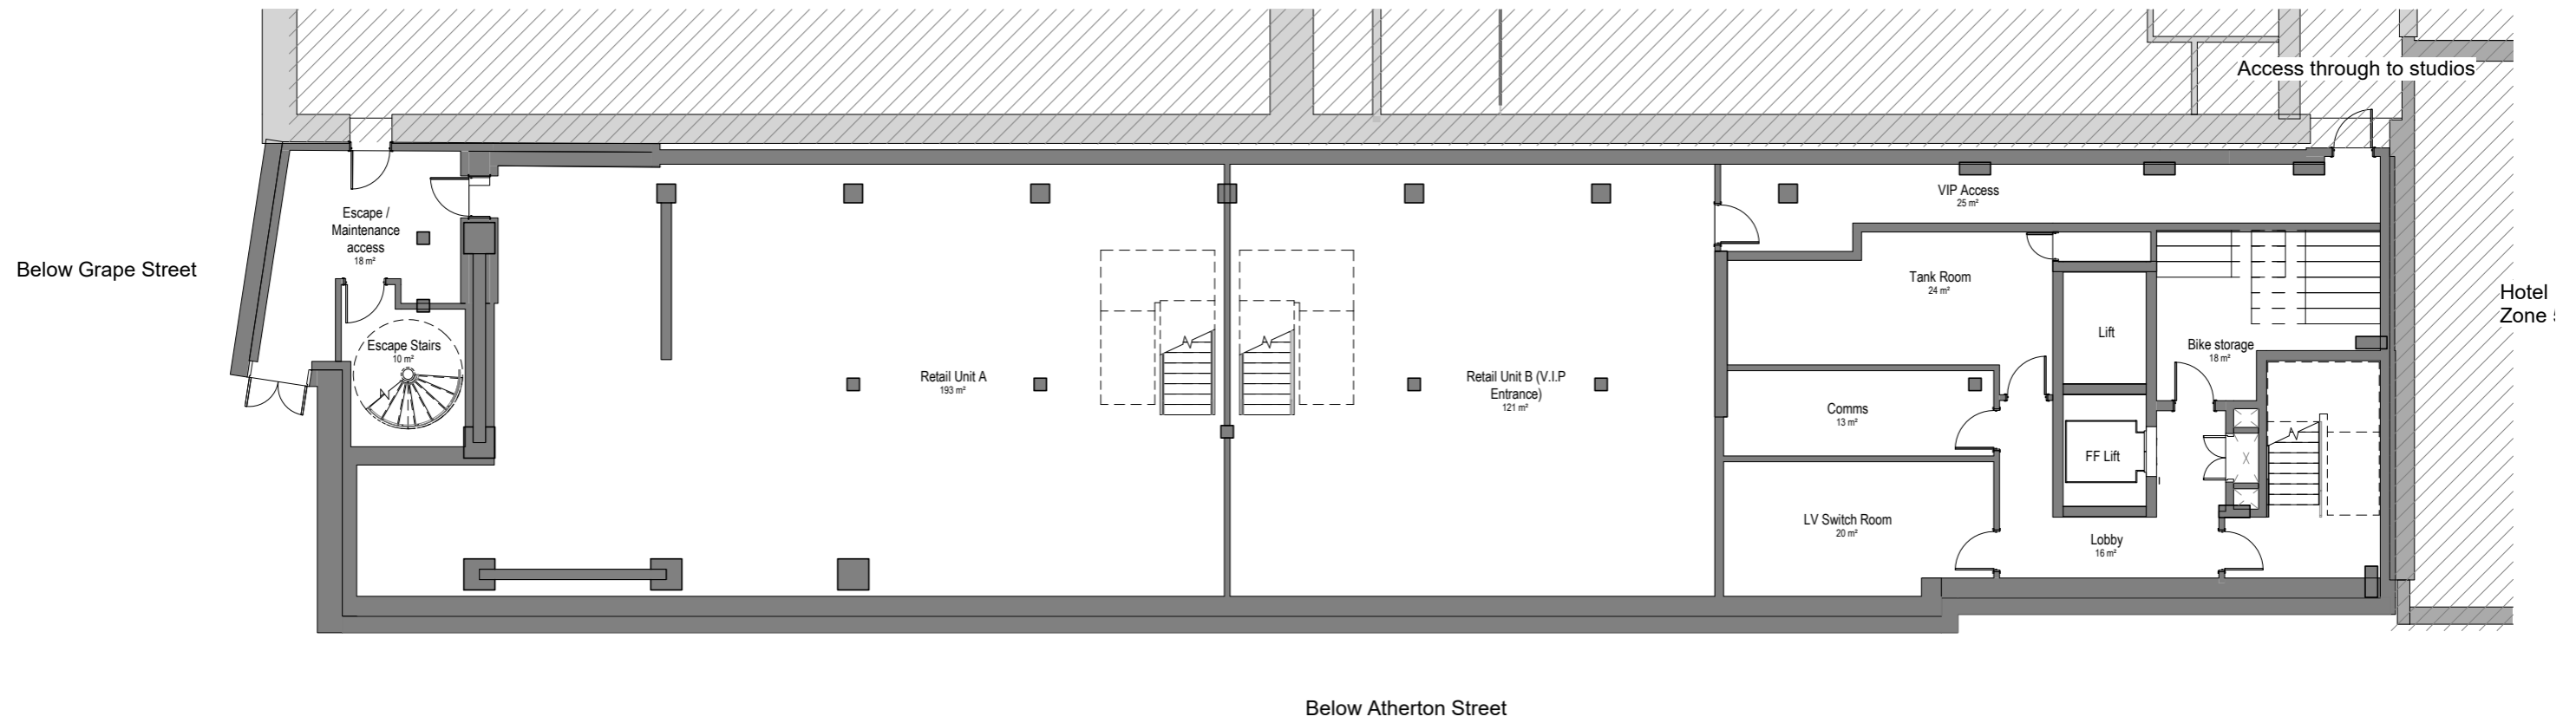 Access through to studios
VIP Access
25 m²
Escape /
Maintenance
access
18 m²
Below Grape Street
Tank Room
24 m²
Hotel
Zone
Lift
Escape Stairs
10 m²
Bike storage
18 m²
Retail Unit A
193 m²
Retail Unit B (V.I.P
Entrance)
121 m²
Comms
13 m²
FF Lift
LV Switch Room
20 m²
Lobby
16 m²
Below Atherton Street